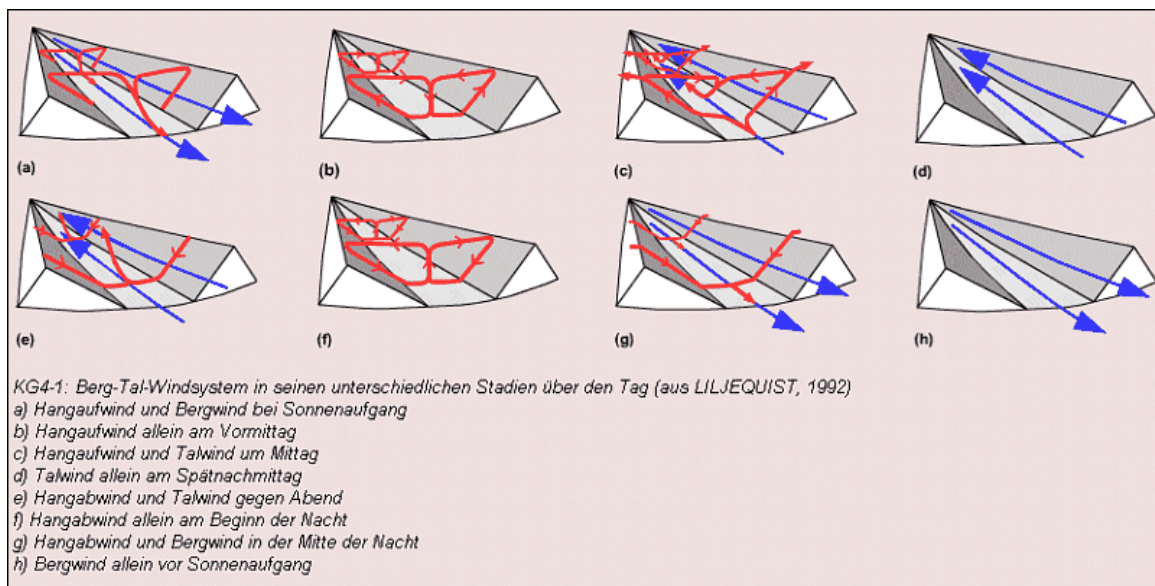 (a)
(b)
(c)
(d)
(e)
(f)
(g)
(h)
KG4-1: Berg-Tal-Windsystem in seinen unterschiedlichen Stadien über den Tag (aus LILJEQUIST, 1992)
a) Hangaufwind und Bergwind bei Sonnenaufgang
b) Hangaufwind allein am Vormittag
c) Hangaufwind und Talwind um Mittag
d) Talwind allein am Spätnachmittag
e) Hangabwind und Talwind gegen Abend
f) Hangabwind allein am Beginn der Nacht
g) Hangabwind und Bergwind in der Mitte der Nacht
h) Bergwind allein vor Sonnenaufgang